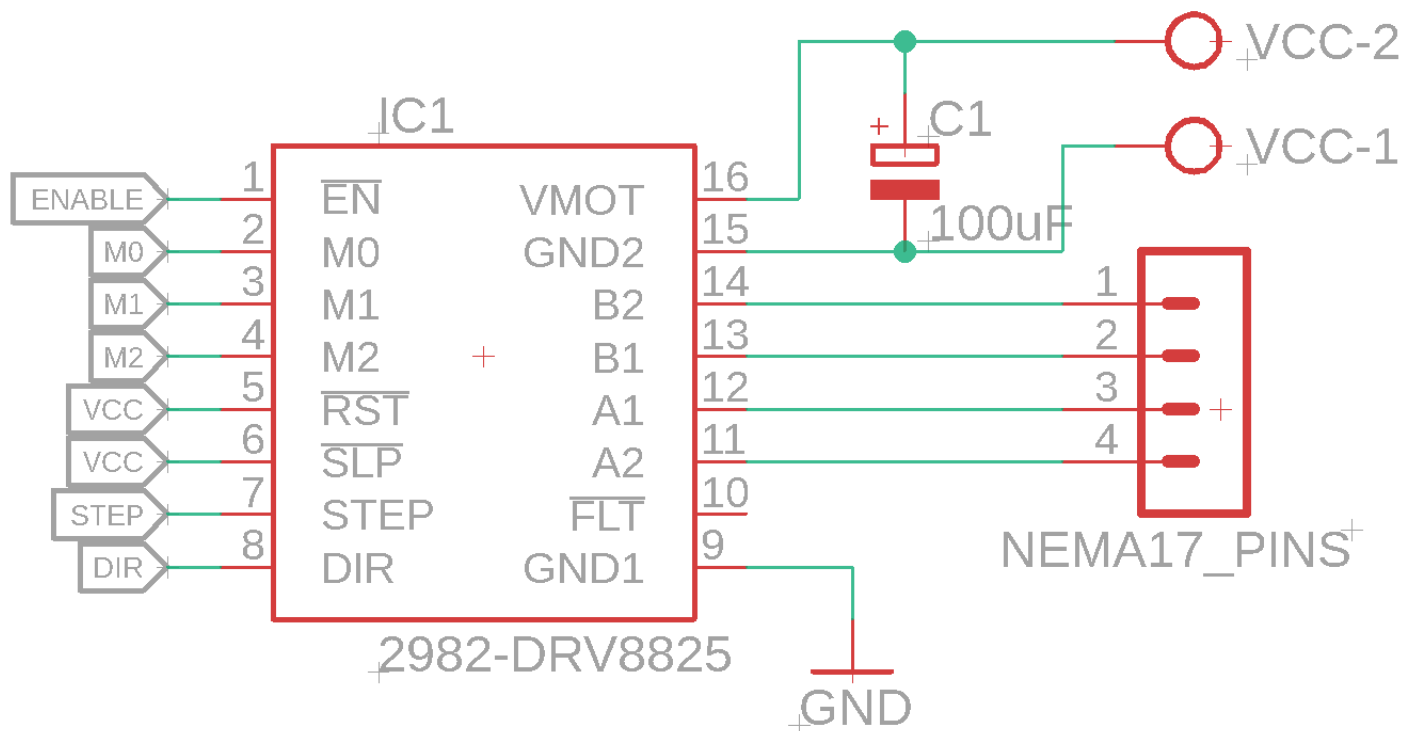 VCC-2
IC1
+
C1
VCC-1
ENABLE 1 EN VMOT 16
M0 2 M0 GND2 15
100uF
M1 3 M1 B2 14 1
M2 4 M2 B1 13 2
VCC 5 RST A1 12 3
VCC 6 SLP A2 11 4
STEP 7 STEP FLT 10
DIR 8 DIR GND1 9
NEMA17_PINS
2982-DRV8825
GND